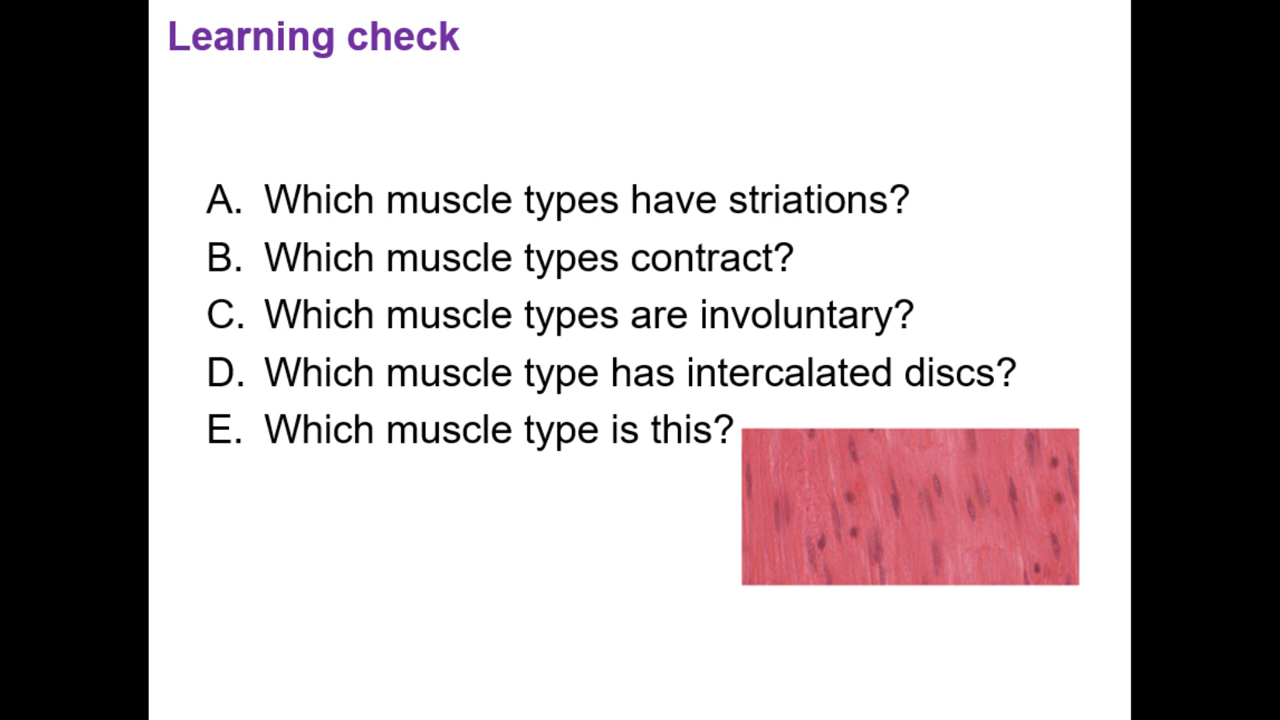 Learning check
A. Which muscle types have striations?
B. Which muscle types contract?
C. Which muscle types are involuntary?
D. Which muscle type has intercalated discs?
E. Which muscle type is this?